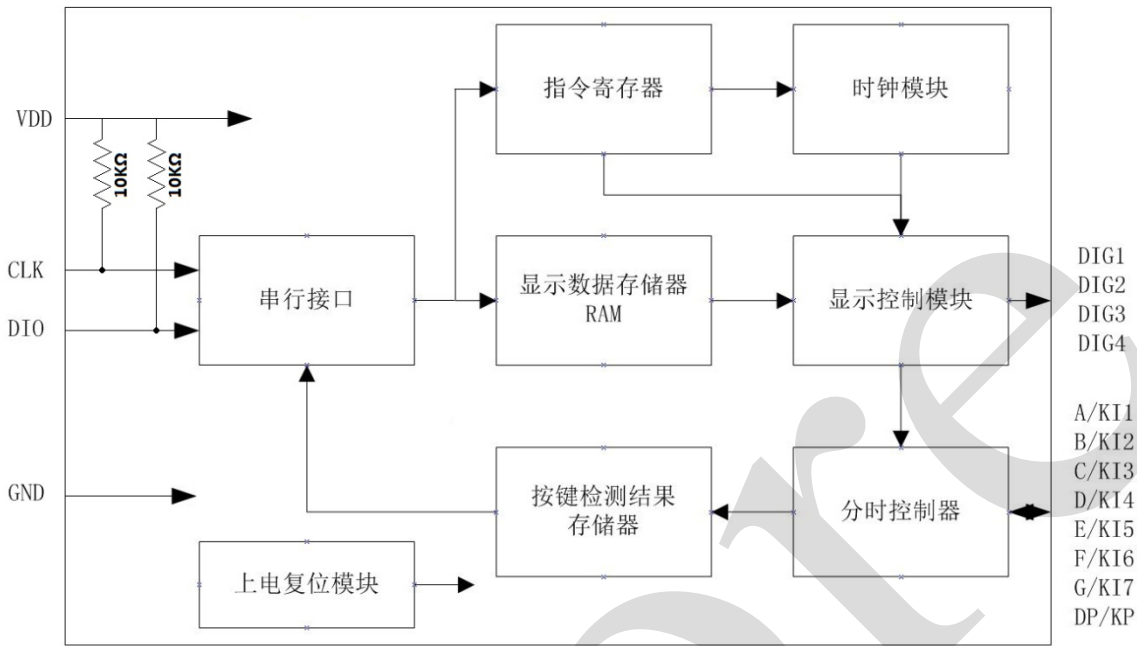 指令寄存器
时钟模块
VDD
10KΩ
10KΩ
CLK
DIO
串行接口
显示数据存储器
RAM
显示控制模块
DIG1
DIG2
DIG3
DIG4
GND
按键检测结果
存储器
分时控制器
A/KI1
B/KI2
C/KI3
D/KI4
E/KI5
F/KI6
G/KI7
DP/KP
上电复位模块
ore